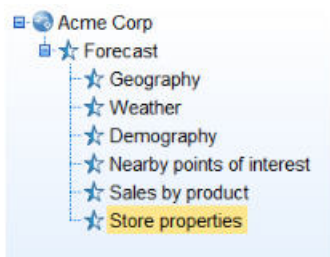 Acme Corp
Forecast
Geography
Weather
Demography
Nearby points of interest
Sales by product
Store properties